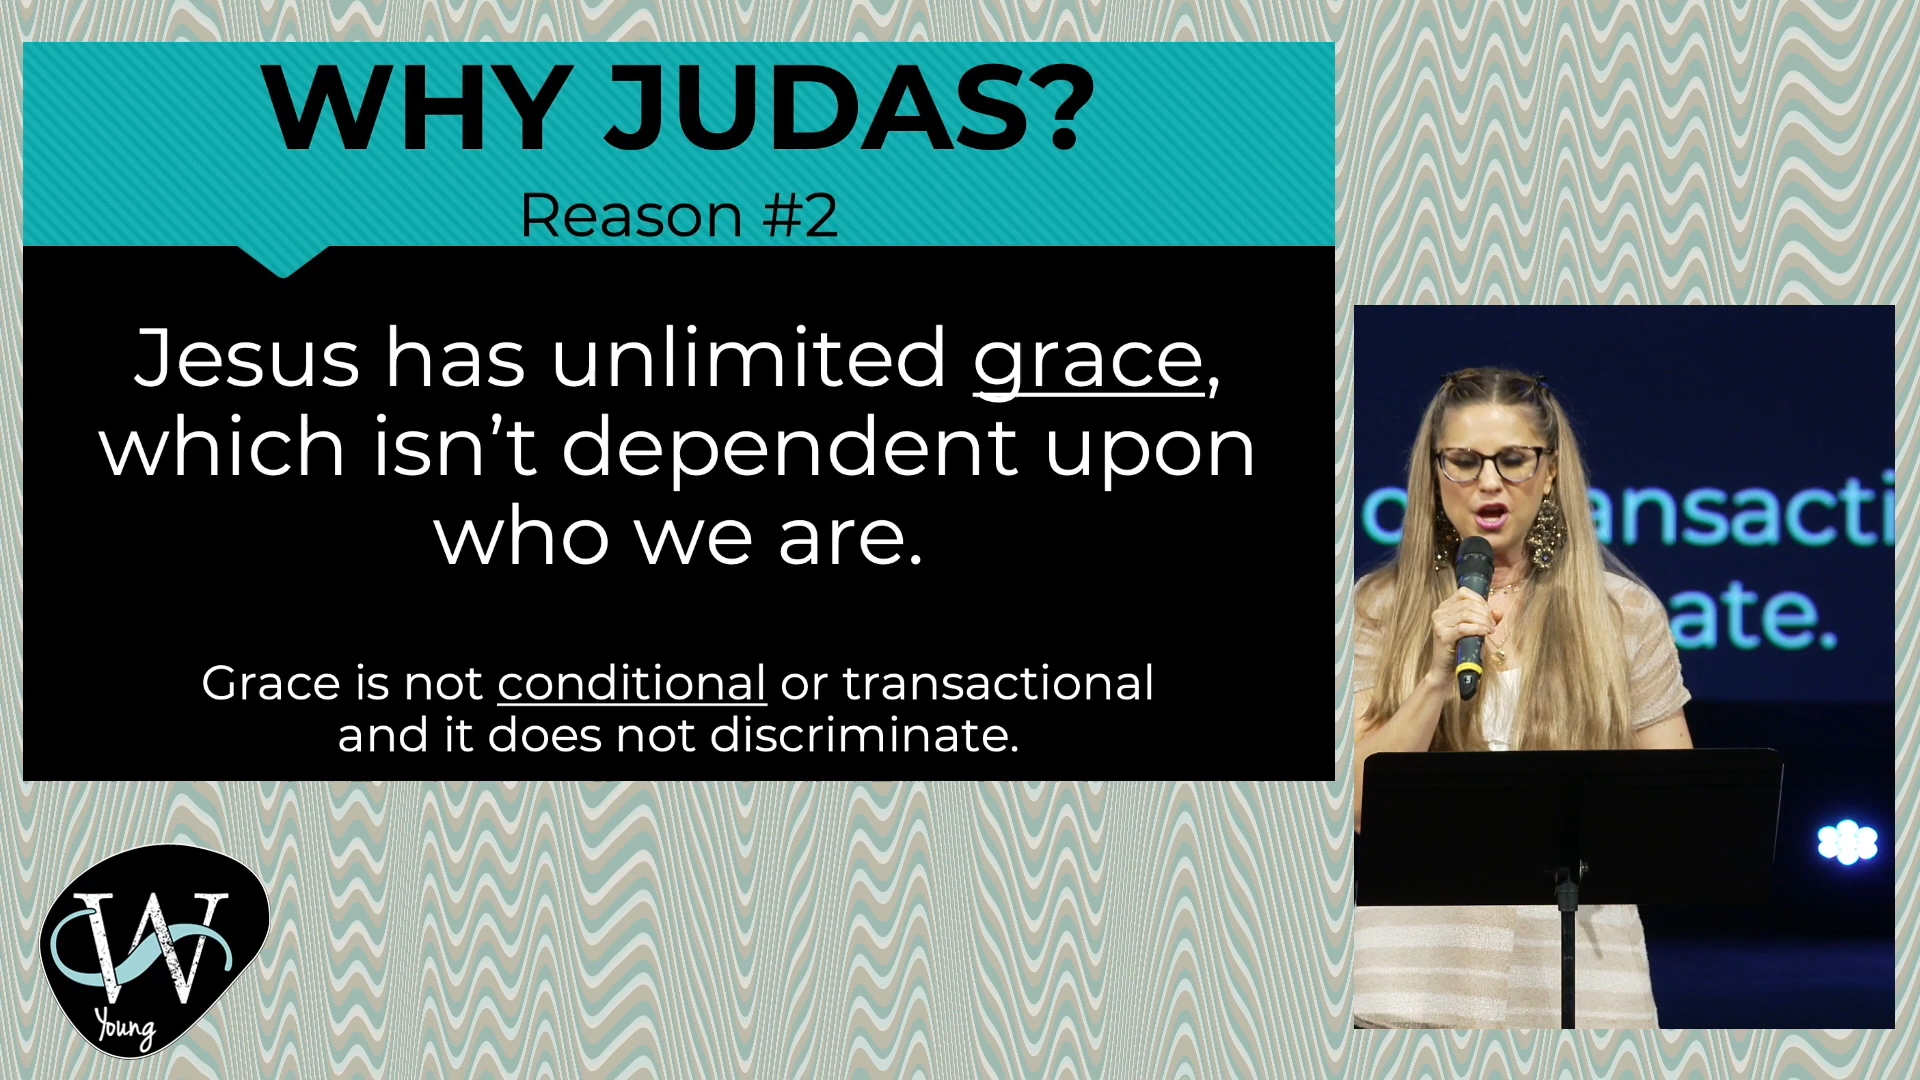 WHY JUDAS?
Reason #2
Jesus has unlimited grace,
which isn’t dependent upon
who we are.
Grace is not conditional or transactional
and it does not discriminate.
ansacti
ate.
W
Young